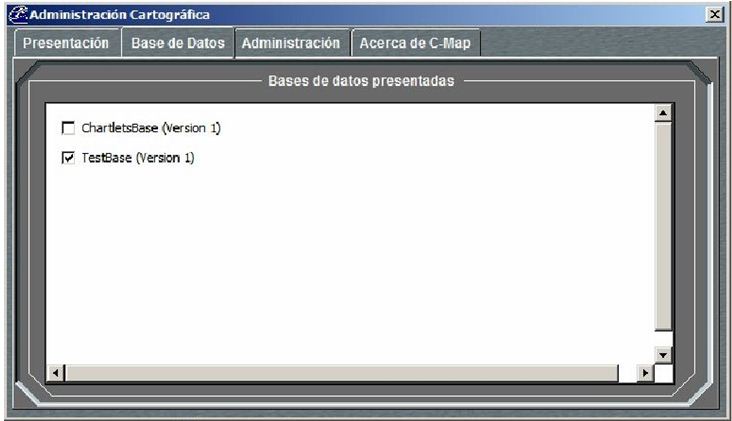 Administración Cartográfica
Presentación Base de Datos Administración Acerca de C-Map
Bases de datos presentadas
ChartletsBase (Version 1)
TestBase (Version 1)